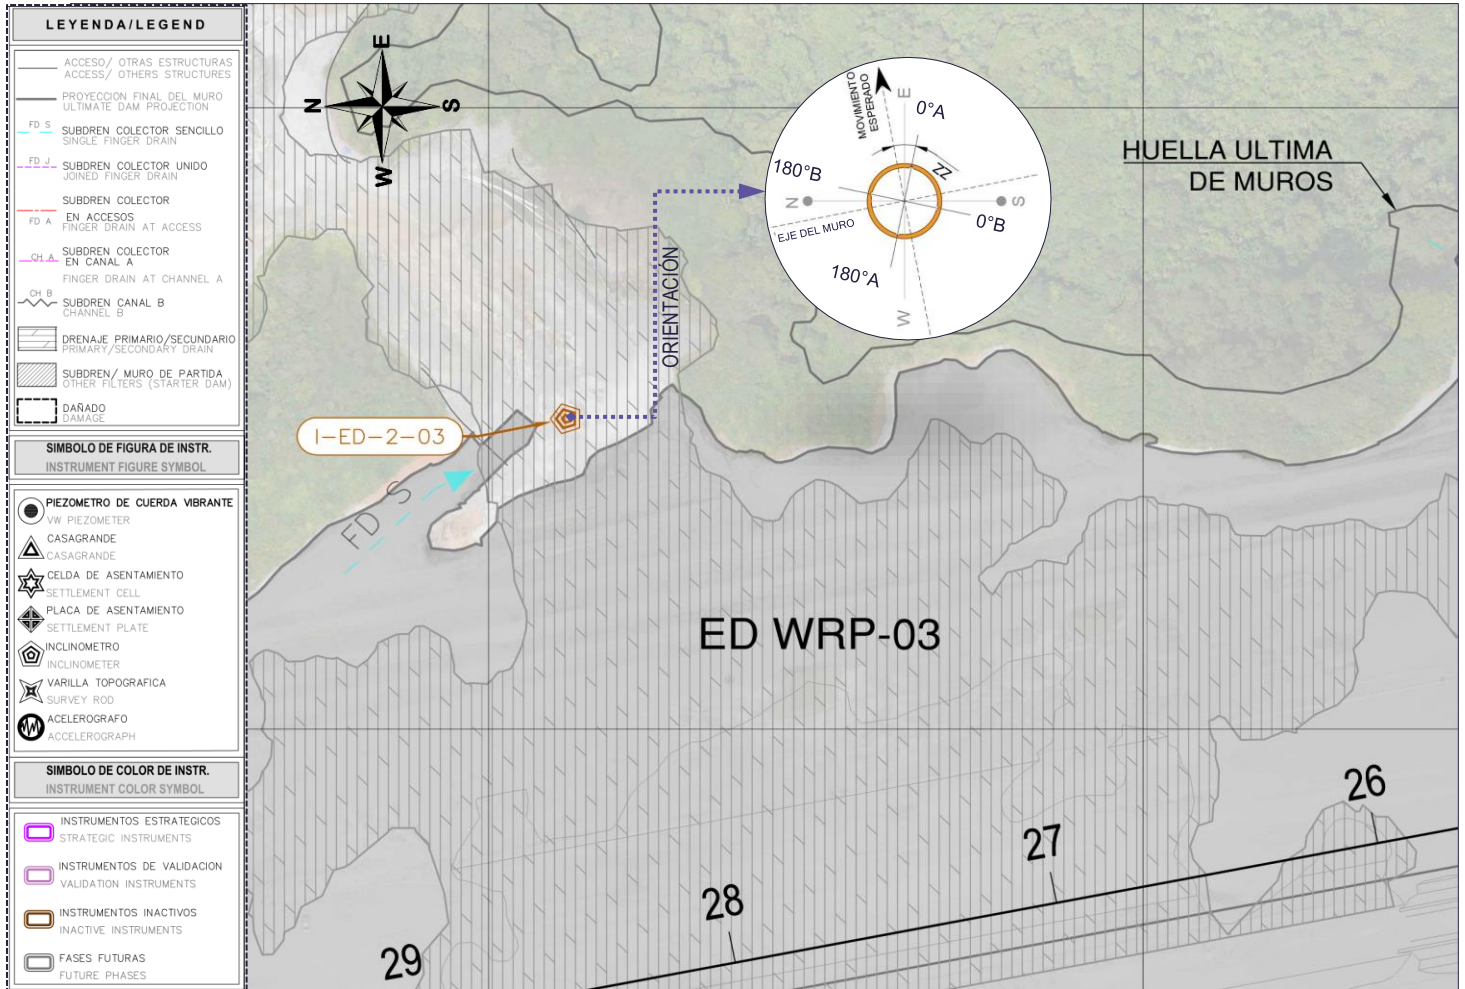 LEYENDA/LEGEND
ACCESO/ OTRAS ESTRUCTURAS
ACCESS/ OTHERS STRUCTURES
PROYECCION FINAL DEL MURO
ULTIMATE DAM PROJECTION
FD S
SUBDREN COLECTOR SENCILLO
SINGLE FINGER DRAIN
FD J
SUBDREN COLECTOR UNIDO
JOINED FINGER DRAIN
SUBDREN COLECTOR
EN ACCESOS
FD A
FINGER DRAIN AT ACCESS
SUBDREN COLECTOR
CH A
EN CANAL A
FINGER DRAIN AT CHANNEL A
CH B
SUBDREN CANAL B
CHANNEL B
DRENAJE PRIMARIO/SECUNDARIO
PRIMARY/SECONDARY DRAIN
SUBDREN/ MURO DE PARTIDA
OTHER FILTERS (STARTER DAM)
DAÑADO
DAMAGE
SIMBOLO DE FIGURA DE INSTR.
INSTRUMENT FIGURE SYMBOL
PIEZOMETRO DE CUERDA VIBRANTE
VW PIEZOMETER
CASAGRANDE
CASAGRANDE
CELDA DE ASENTAMIENTO
SETTLEMENT CELL
PLACA DE ASENTAMIENTO
SETTLEMENT PLATE
INCLINOMETRO
INCLINOMETER
VARILLA TOPOGRAFICA
SURVEY ROD
ACELEROGRAFO
ACCELEROGRAPH
SIMBOLO DE COLOR DE INSTR.
INSTRUMENT COLOR SYMBOL
INSTRUMENTOS ESTRATEGICOS
STRATEGIC INSTRUMENTS
INSTRUMENTOS DE VALIDACION
VALIDATION INSTRUMENTS
INSTRUMENTOS INACTIVOS
INACTIVE INSTRUMENTS
FASES FUTURAS
FUTURE PHASES
E
N
S
W
MOVIMIENTO
ESPERADO
E
0°A
180°B
ZZ
N
S
0°B
EJE DEL MURO
180°A
W
HUELLA ULTIMA
DE MUROS
ORIENTACIÓN
I-ED-2-03
FD S
ED WRP-03
26
27
28
29